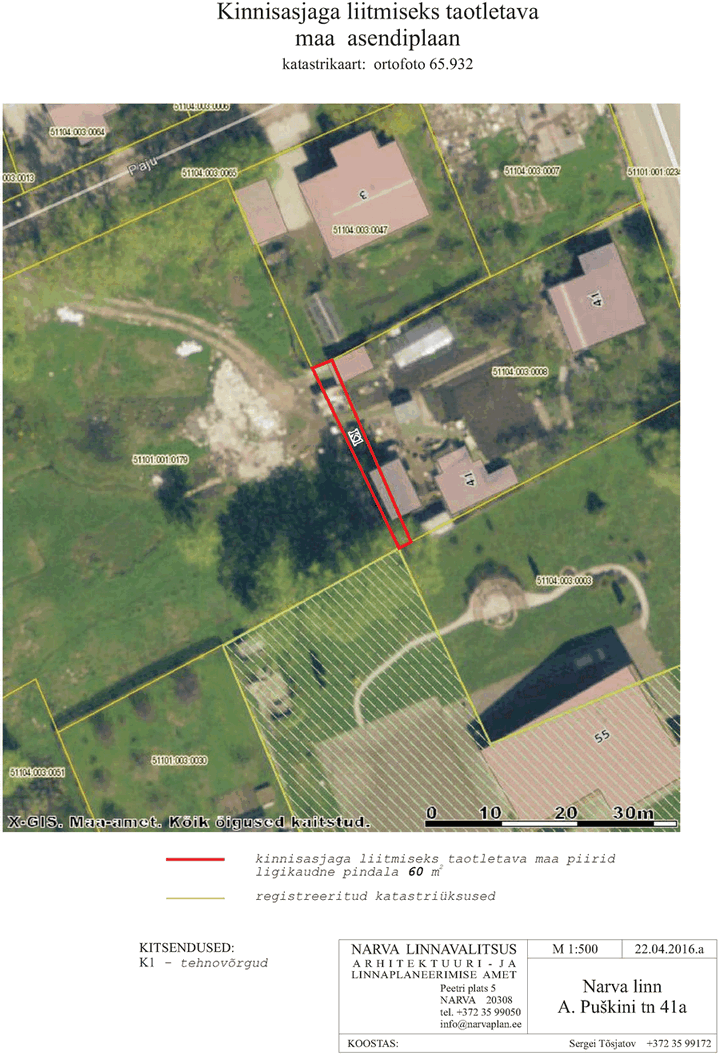 Kinnisasjaga liitmiseks taotletava
maa asendiplaan
katastrikaart: ortofoto 65.932
51104:003:0006
51104:003:0064
Paju
003:0013
51104:003:0065
51104:003:0007
51101:001:023
3
51104:003:0047
41
51104:003:0008
K1
51101:001:0179
41
51104:003:0003
55
51101:003:0030
51104:003:0051
X-GIS. Maa-amet. Kõik õigused kaitstud.
0 10 20 30m
kinnisasjaga liitmiseks taotletava maa piirid
ligikaudne pindala 60 m²
registreeritud katastriüksused
KITSENDUSED:
K1 - tehnovõrgud
NARVA LINNAVALITSUS
ARHITEKTUURI- JA
LINNAPLANEERIMISE AMET
Peetri plats 5
NARVA 20308
tel. +372 35 99050
info@narvaplan.ee
M 1:500
22.04.2016.a
Narva linn
A. Puškini tn 41a
KOOSTAS:
Sergei Tõsjatov +372 35 99172